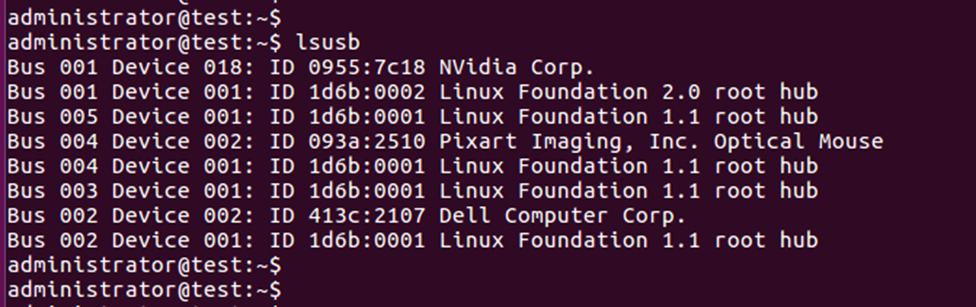 administrator@test:~$
administrator@test:~$ lsusb
Bus 001 Device 018: ID 0955:7c18 NVidia Corp.
Bus 001 Device 001: ID 1d6b:0002 Linux Foundation 2.0 root hub
Bus 005 Device 001: ID 1d6b:0001 Linux Foundation 1.1 root hub
Bus 004 Device 002: ID 093a:2510 Pixart Imaging, Inc. Optical Mouse
Bus 004 Device 001: ID 1d6b:0001 Linux Foundation 1.1 root hub
Bus 003 Device 001: ID 1d6b:0001 Linux Foundation 1.1 root hub
Bus 002 Device 002: ID 413c:2107 Dell Computer Corp.
Bus 002 Device 001: ID 1d6b:0001 Linux Foundation 1.1 root hub
administrator@test:~$
administrator@test:~$